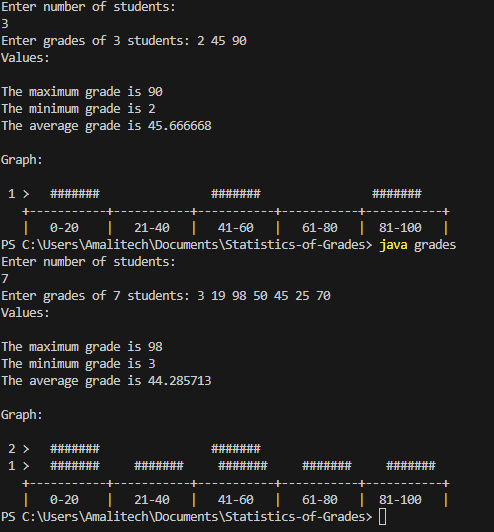 Enter number of students:
3
Enter grades of 3 students: 2 45 90
Values:

The maximum grade is 90
The minimum grade is 2
The average grade is 45.666668

Graph:

 1 >   #######                #######                #######
   +-----------+-----------+-----------+-----------+-----------+
   |   0-20    |   21-40   |   41-60   |   61-80   |  81-100   |
PS C:\Users\Amalitech\Documents\Statistics-of-Grades> java grades
Enter number of students:
7
Enter grades of 7 students: 3 19 98 50 45 25 70
Values:

The maximum grade is 98
The minimum grade is 3
The average grade is 44.285713

Graph:

 2 >   #######                #######
 1 >   #######     #######     #######     #######     #######
   +-----------+-----------+-----------+-----------+-----------+
   |   0-20    |   21-40   |   41-60   |   61-80   |  81-100   |
PS C:\Users\Amalitech\Documents\Statistics-of-Grades>